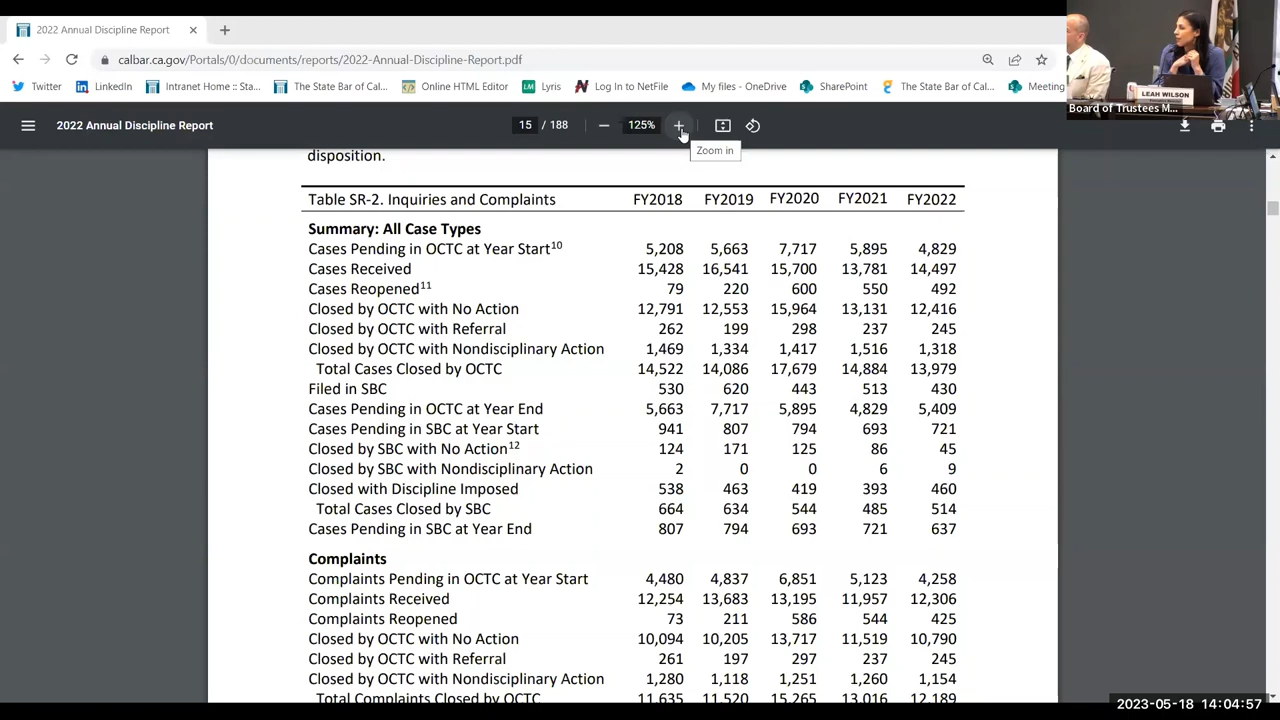 2022 Annual Discipline Report
calbar.ca.gov/Portals/0/documents/reports/2022-Annual-Discipline-Report.pdf
Twitter LinkedIn Intranet Home :: Sta... The State Bar of Cal... Online HTML Editor Lyris Log In to NetFile My files - OneDrive SharePoint The State Bar of Cal... Meeting
LM
LEAH WILSON
Board of Trustees M...
2022 Annual Discipline Report 15 / 188 125%
Zoom in
disposition.
Table SR-2. Inquiries and Complaints FY2018 FY2019 FY2020 FY2021 FY2022
Summary: All Case Types
Cases Pending in OCTC at Year Start10 5,208 5,663 7,717 5,895 4,829
Cases Received 15,428 16,541 15,700 13,781 14,497
Cases Reopened11 79 220 600 550 492
Closed by OCTC with No Action 12,791 12,553 15,964 13,131 12,416
Closed by OCTC with Referral 262 199 298 237 245
Closed by OCTC with Nondisciplinary Action 1,469 1,334 1,417 1,516 1,318
Total Cases Closed by OCTC 14,522 14,086 17,679 14,884 13,979
Filed in SBC 530 620 443 513 430
Cases Pending in OCTC at Year End 5,663 7,717 5,895 4,829 5,409
Cases Pending in SBC at Year Start 941 807 794 693 721
Closed by SBC with No Action12 124 171 125 86 45
Closed by SBC with Nondisciplinary Action 2 0 0 6 9
Closed with Discipline Imposed 538 463 419 393 460
Total Cases Closed by SBC 664 634 544 485 514
Cases Pending in SBC at Year End 807 794 693 721 637
Complaints
Complaints Pending in OCTC at Year Start 4,480 4,837 6,851 5,123 4,258
Complaints Received 12,254 13,683 13,195 11,957 12,306
Complaints Reopened 73 211 586 544 425
Closed by OCTC with No Action 10,094 10,205 13,717 11,519 10,790
Closed by OCTC with Referral 261 197 297 237 245
Closed by OCTC with Nondisciplinary Action 1,280 1,118 1,251 1,260 1,154
Total Complaints Closed by OCTC 11,635 11,520 15,265 13,016 12,189
2023-05-18 14:04:57